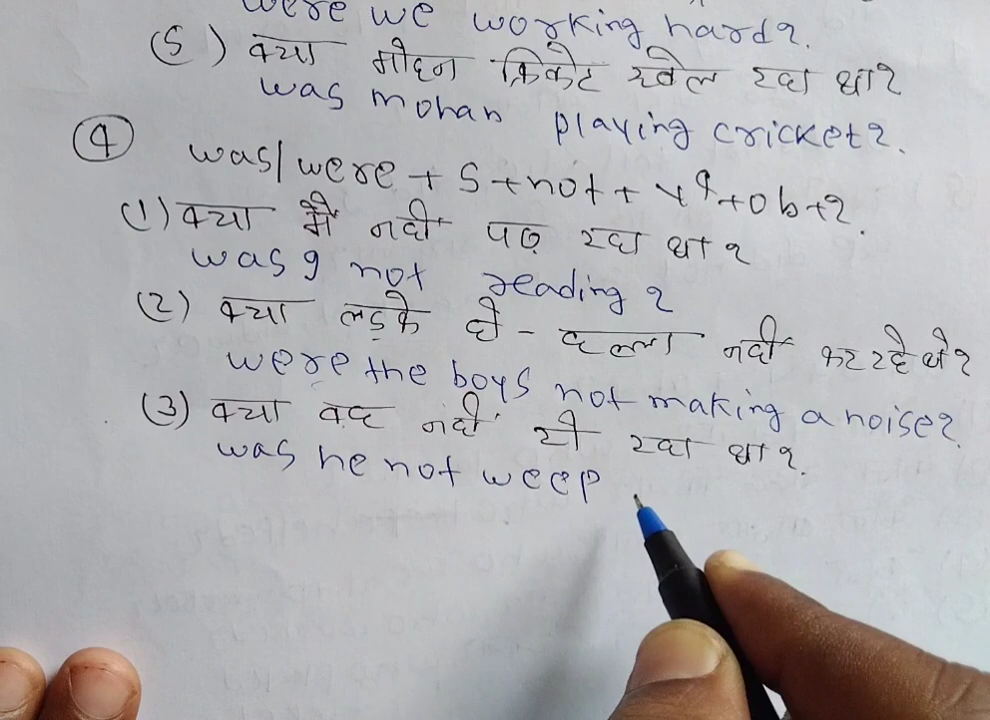 were we working hard?
(5) क्या मोहन क्रिकेट खेल रहा था?
was mohan playing cricket?
(4) was/were + S + not + v4 + ob + ?
(1) क्या मैं नहीं पढ़ रहा था?
was I not reading?
(2) क्या लड़के हो-हल्ला नहीं कर रहे थे?
were the boys not making a noise?
(3) क्या वह नहीं रो रहा था?
was he not weep